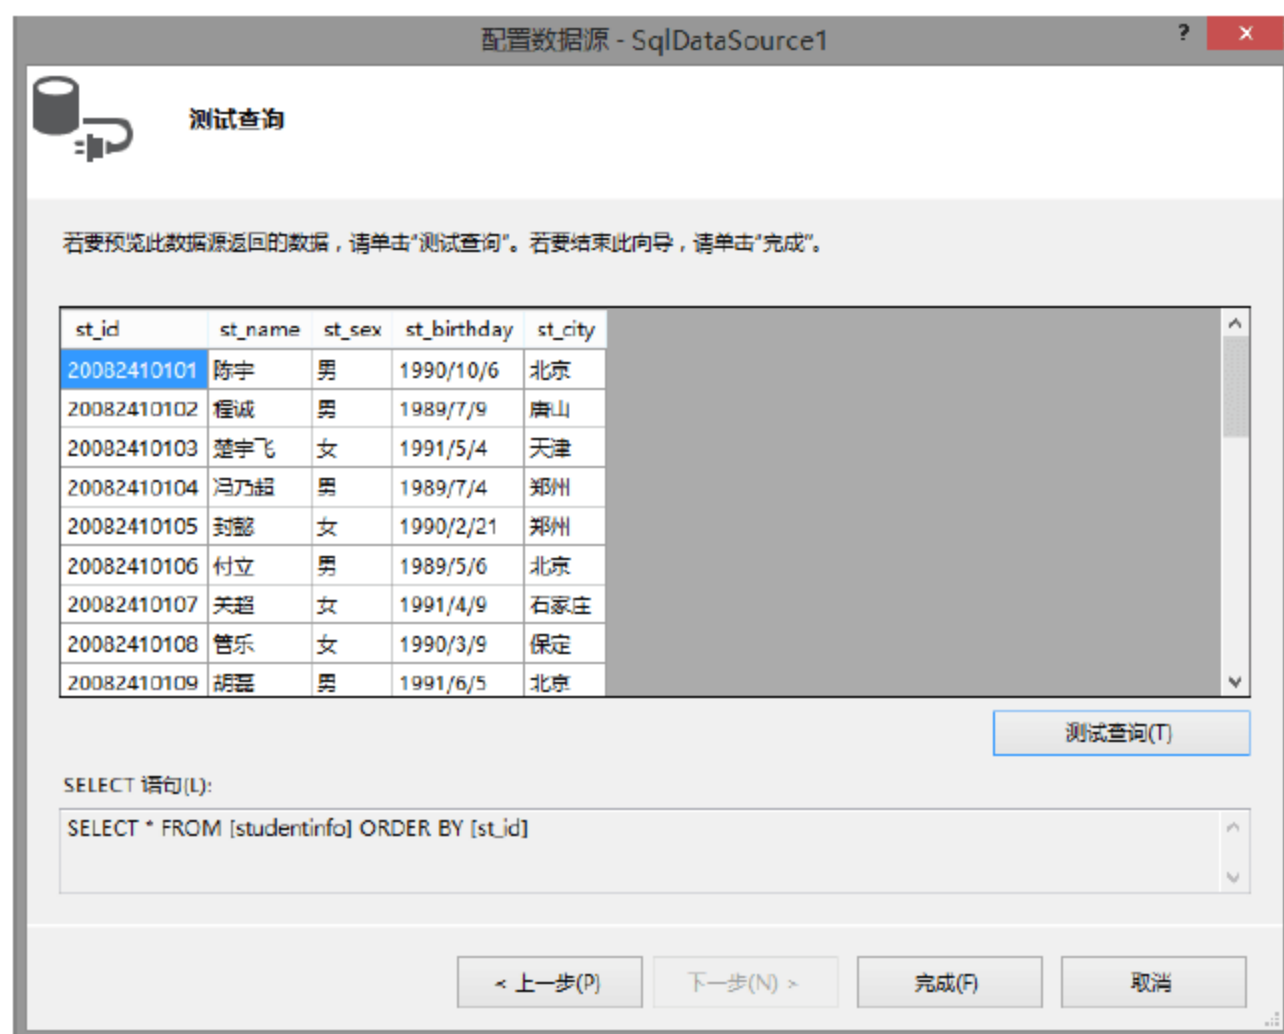 配置数据源 - SqlDataSource1
?
测试查询
若要预览此数据源返回的数据，请单击“测试查询”。若要结束此向导，请单击“完成”。
st_id st_name st_sex st_birthday st_city
20082410101 陈宇 男 1990/10/6 北京
20082410102 程诚 男 1989/7/9 唐山
20082410103 楚宇飞 女 1991/5/4 天津
20082410104 冯乃超 男 1989/7/4 郑州
20082410105 封懿 女 1990/2/21 郑州
20082410106 付立 男 1989/5/6 北京
20082410107 关超 女 1991/4/9 石家庄
20082410108 管乐 女 1990/3/9 保定
20082410109 胡磊 男 1991/6/5 北京
测试查询(T)
SELECT 语句(L):
SELECT * FROM [studentinfo] ORDER BY [st_id]
< 上一步(P) 下一步(N) > 完成(F) 取消